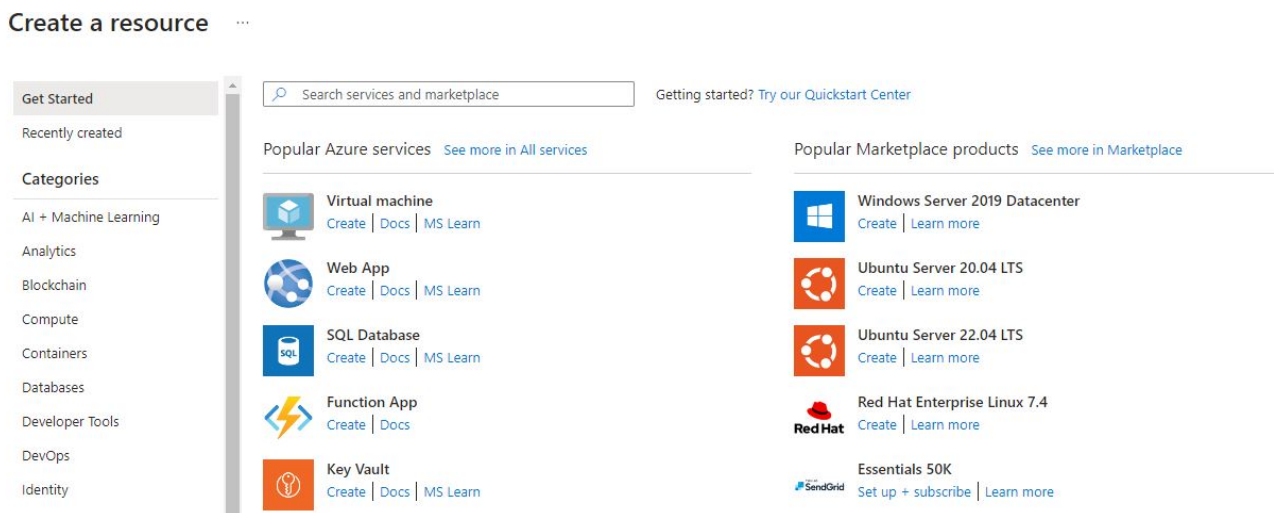 Create a resource ...
Get Started
Recently created
Categories
AI + Machine Learning
Analytics
Blockchain
Compute
Containers
Databases
Developer Tools
DevOps
Identity
Search services and marketplace
Getting started? Try our Quickstart Center
Popular Azure services See more in All services
Virtual machine
Create | Docs | MS Learn
Web App
Create | Docs | MS Learn
SQL
SQL Database
Create | Docs | MS Learn
Function App
Create | Docs
Key Vault
Create | Docs | MS Learn
Popular Marketplace products See more in Marketplace
Windows Server 2019 Datacenter
Create | Learn more
Ubuntu Server 20.04 LTS
Create | Learn more
Ubuntu Server 22.04 LTS
Create | Learn more
Red Hat
Red Hat Enterprise Linux 7.4
Create | Learn more
SendGrid
Essentials 50K
Set up + subscribe | Learn more